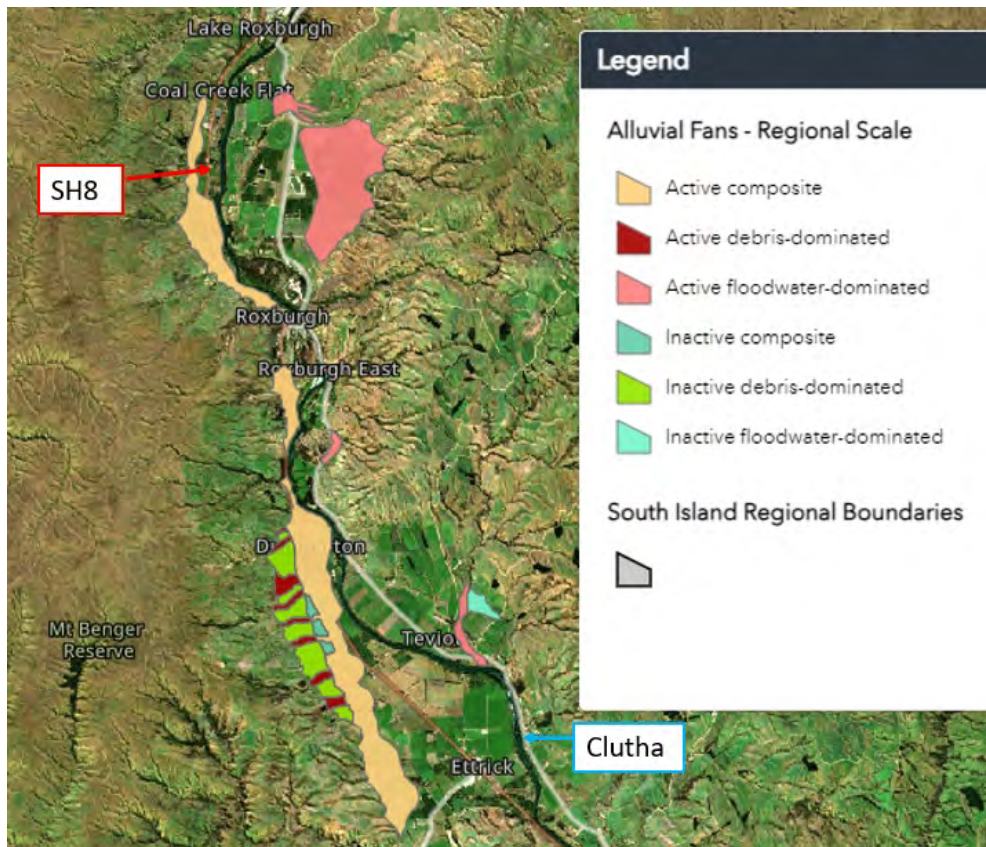 Lake Roxburgh
Coal Creek Flat
SH8
Roxburgh
Roxburgh East
Mt Benger
Reserve
Ettrick
Clutha
Legend
Alluvial Fans - Regional Scale
Active composite
Active debris-dominated
Active floodwater-dominated
Inactive composite
Inactive debris-dominated
Inactive floodwater-dominated
South Island Regional Boundaries